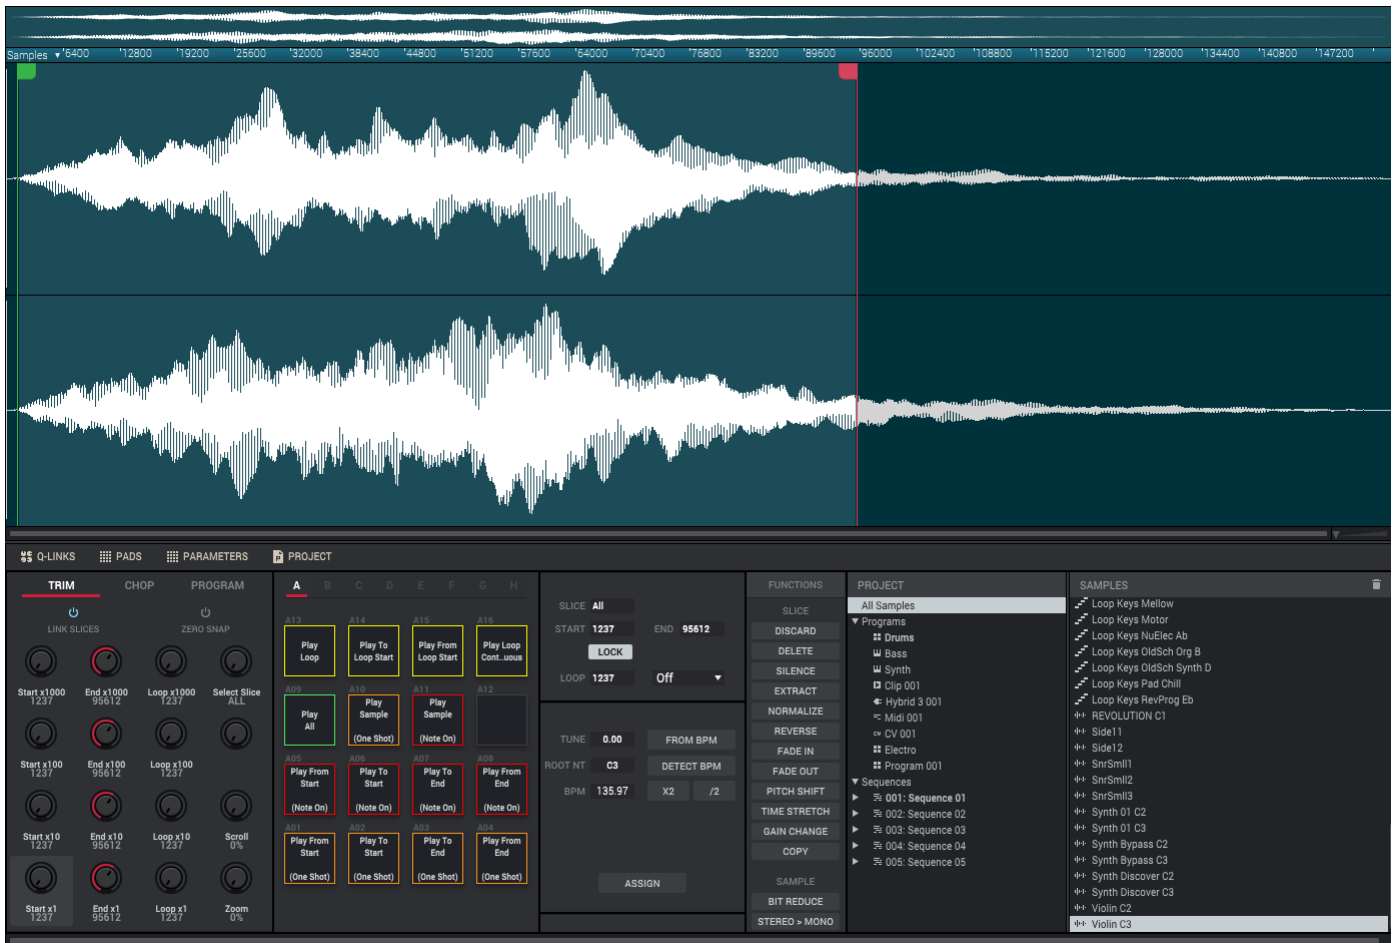 Samples 6400 12800 19200 25600 32000 38400 44800 51200 57600 64000 70400 76800 83200 89600 96000 102400 108800 115200 121600 128000 134400 140800 147200
Q-LINKS PADS PARAMETERS PROJECT
TRIM CHOP PROGRAM
LINK SLICES ZERO SNAP
Start x1000 End x1000 Loop x1000 Select Slice
1237 95612 1237 ALL
Start x100 End x100 Loop x100
1237 95612 1237
Start x10 End x10 Loop x10 Scroll
1237 95612 1237 0%
Start x1 End x1 Loop x1 Zoom
1237 95612 1237 0%
A B C D E F G H
A13 A14 A15 A16
Play Loop
Play To Loop Start
Play From Loop Start
Play Loop Cont..uous
A09 A10 A11 A12
Play All
Play Sample (One Shot)
Play Sample (Note On)
A05 A06 A07 A08
Play From Start (Note On)
Play To Start (Note On)
Play To End (Note On)
Play From End (Note On)
A01 A02 A03 A04
Play From Start (One Shot)
Play To Start (One Shot)
Play To End (One Shot)
Play From End (One Shot)
SLICE All
START 1237 END 95612
LOCK
LOOP 1237 Off
TUNE 0.00 FROM BPM
ROOT NT C3 DETECT BPM
BPM 135.97 X2 /2
ASSIGN
FUNCTIONS
SLICE
DISCARD
DELETE
SILENCE
EXTRACT
NORMALIZE
REVERSE
FADE IN
FADE OUT
PITCH SHIFT
TIME STRETCH
GAIN CHANGE
COPY
SAMPLE
BIT REDUCE
STEREO > MONO
PROJECT
All Samples
Programs
Drums
Bass
Synth
Clip 001
Hybrid 3 001
Midi 001
CV CV 001
Electro
Program 001
Sequences
001: Sequence 01
002: Sequence 02
003: Sequence 03
004: Sequence 04
005: Sequence 05
SAMPLES
Loop Keys Mellow
Loop Keys Motor
Loop Keys NuElec Ab
Loop Keys OldSch Org B
Loop Keys OldSch Synth D
Loop Keys Pad Chill
Loop Keys RevProg Eb
REVOLUTION C1
Side11
Side12
SnrSmll1
SnrSmll2
SnrSmll3
Synth 01 C2
Synth 01 C3
Synth Bypass C2
Synth Bypass C3
Synth Discover C2
Synth Discover C3
Violin C2
Violin C3